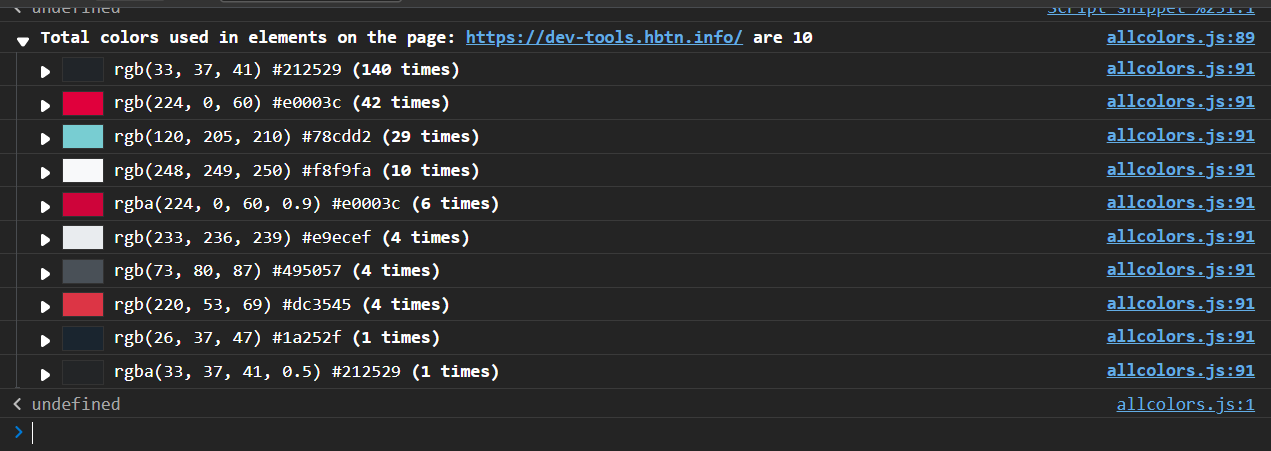 undefined
Script snippet %251:1
Total colors used in elements on the page: https://dev-tools.hbtn.info/ are 10 allcolors.js:89
rgb(33, 37, 41) #212529 (140 times) allcolors.js:91
rgb(224, 0, 60) #e0003c (42 times) allcolors.js:91
rgb(120, 205, 210) #78cdd2 (29 times) allcolors.js:91
rgb(248, 249, 250) #f8f9fa (10 times) allcolors.js:91
rgba(224, 0, 60, 0.9) #e0003c (6 times) allcolors.js:91
rgb(233, 236, 239) #e9ecef (4 times) allcolors.js:91
rgb(73, 80, 87) #495057 (4 times) allcolors.js:91
rgb(220, 53, 69) #dc3545 (4 times) allcolors.js:91
rgb(26, 37, 47) #1a252f (1 times) allcolors.js:91
rgba(33, 37, 41, 0.5) #212529 (1 times) allcolors.js:91
undefined allcolors.js:1